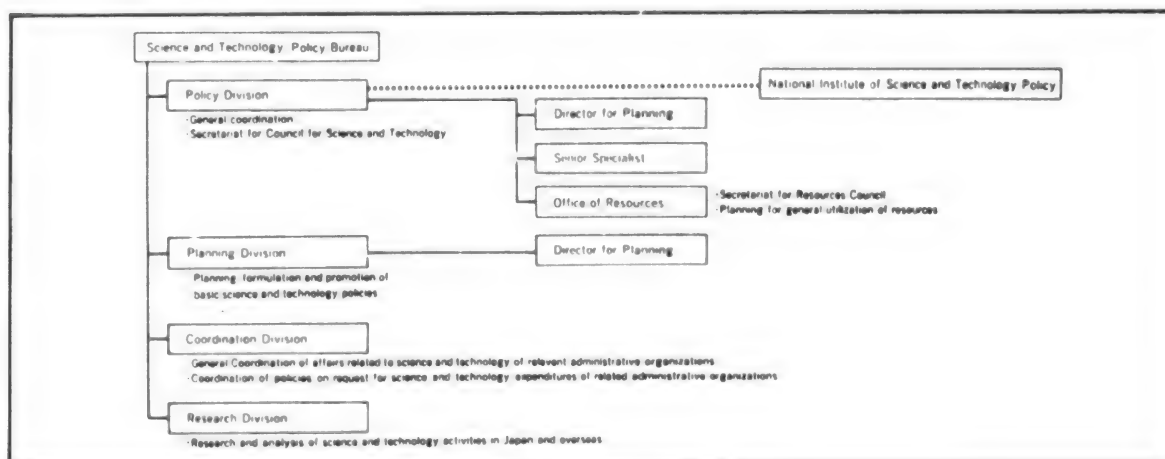 Science and Technology Policy Bureau
Policy Division
National Institute of Science and Technology Policy
·General coordination
·Secretariat for Council for Science and Technology
Director for Planning
Senior Specialist
Office of Resources
·Secretariat for Resources Council
·Planning for general utilization of resources
Planning Division
Director for Planning
Planning, formulation and promotion of
basic science and technology policies
Coordination Division
General Coordination of affairs related to science and technology of relevant administrative organizations
·Coordination of policies on request for science and technology expenditures of related administrative organizations
Research Division
·Research and analysis of science and technology activities in Japan and overseas